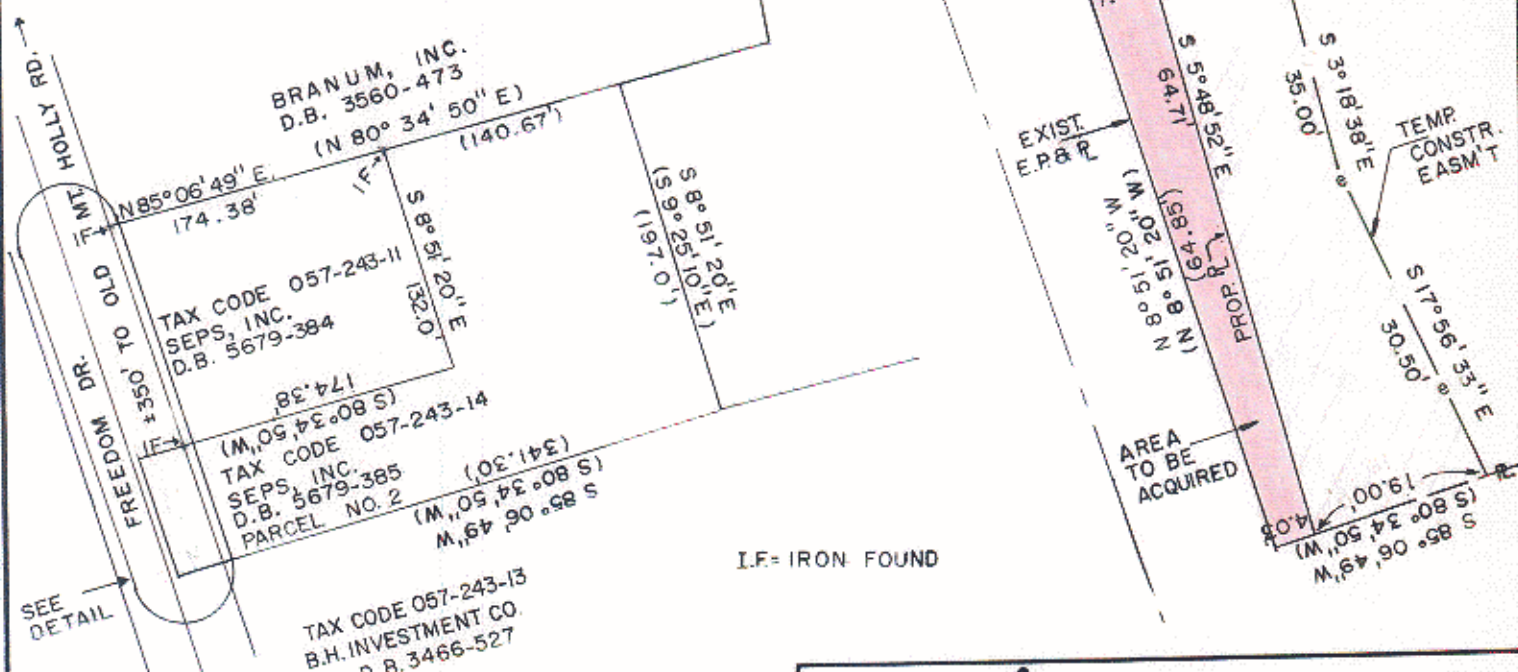 BRANUM, INC.
D.B. 3560-473
(N 80° 34' 50" E)
(140.67')
N85°06'49" E.
174.38'
IF
IF
MT. HOLLY RD.
±350' TO OLD
FREEDOM DR.
S 8° 51' 20" E
132.0'
S 8° 51' 20"E
(S 9° 25' 10"E)
(197.0')
TAX CODE 057-243-11
SEPS, INC.
D.B. 5679-384
174.38'
(S 80°34'50"W)
IF
TAX CODE 057-243-14
SEPS, INC.
D.B. 5679-385
PARCEL NO. 2
(341.30')
(S 80° 34' 50" W)
S 85° 06' 49"W
SEE
DETAIL
TAX CODE 057-243-13
B.H. INVESTMENT CO.
D.B. 3466-527
I.F.= IRON FOUND
EXIST.
E.P. & PL
S 5°48'52"E
64.71'
(64.85')
(N 8° 51' 20" W)
N 8° 51' 20" W
PROP. PL
S 3° 18' 38"E
35.00'
TEMP.
CONSTR.
EASM'T
S 17° 56' 33" E
30.50'
AREA
TO BE
ACQUIRED
4.03'
19.00'
(S 80° 34' 50"W)
S 85° 06' 49"W
PL